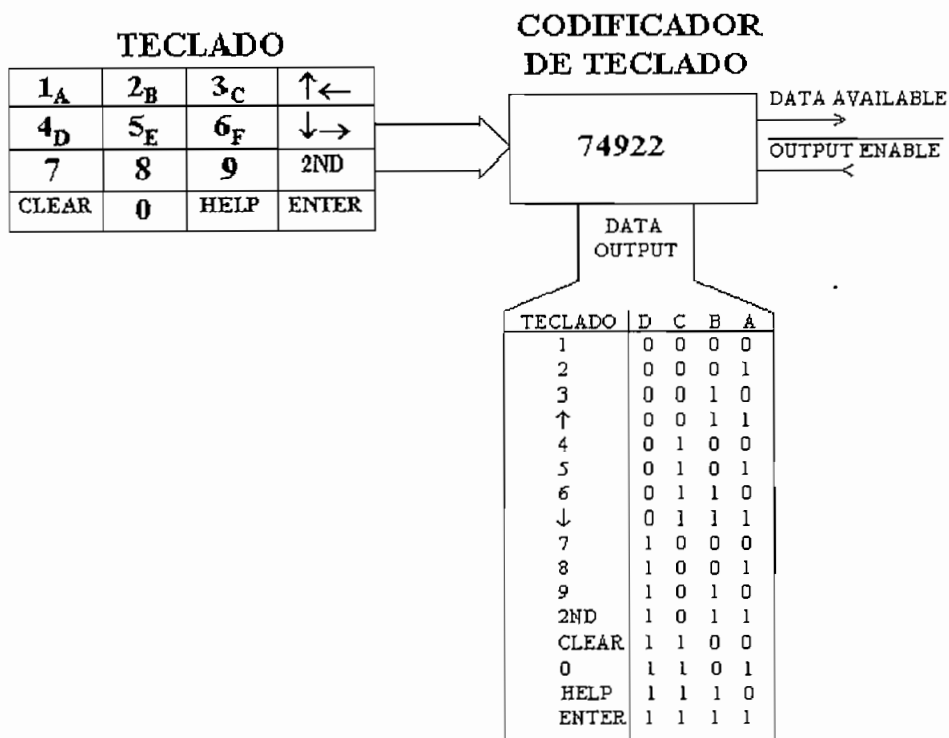 TECLADO
1A 2B 3C ↑←
4D 5E 6F ↓→
7 8 9 2ND
CLEAR 0 HELP ENTER
CODIFICADOR
DE TECLADO
74922
DATA AVAILABLE
OUTPUT ENABLE
DATA
OUTPUT
TECLADO D C B A
1 0 0 0 0
2 0 0 0 1
3 0 0 1 0
↑ 0 0 1 1
4 0 1 0 0
5 0 1 0 1
6 0 1 1 0
↓ 0 1 1 1
7 1 0 0 0
8 1 0 0 1
9 1 0 1 0
2ND 1 0 1 1
CLEAR 1 1 0 0
0 1 1 0 1
HELP 1 1 1 0
ENTER 1 1 1 1